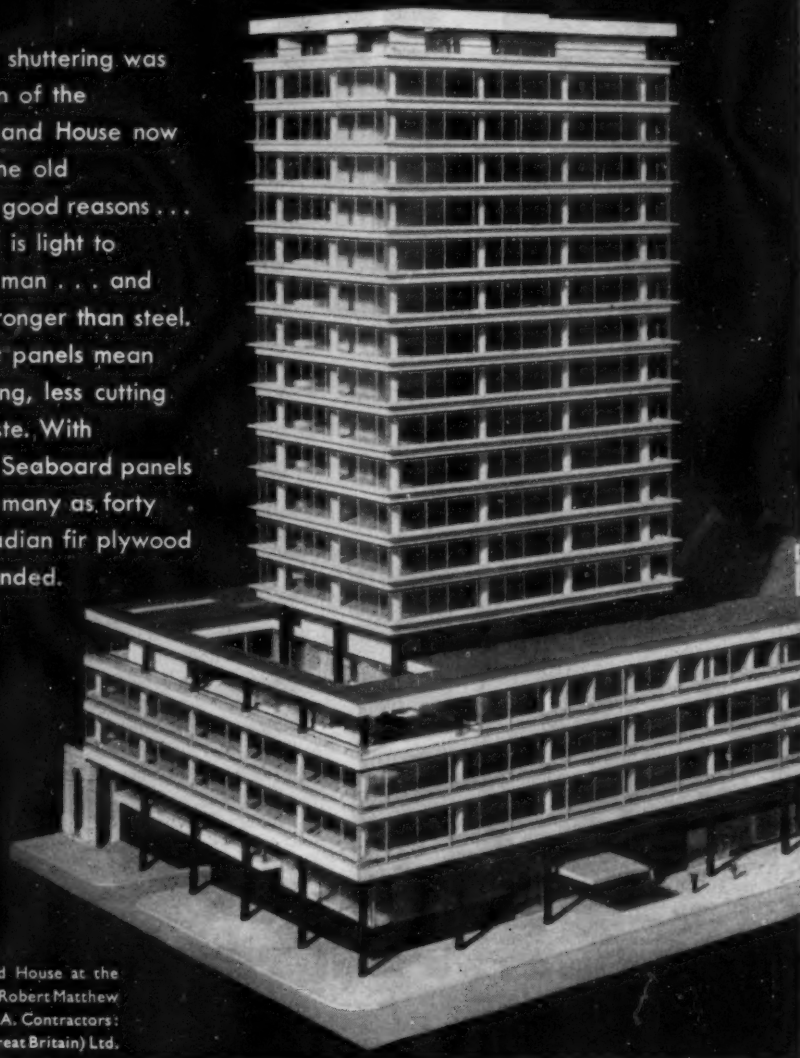 shuttering was
n of the
and House now
ne old
good reasons . . .
is light to
man . . . and
ronger than steel.
panels mean
ng, less cutting
ste. With
Seaboard panels
many as forty
adian fir plywood
nded.
d House at the
Robert Matthew
A. Contractors:
reat Britain) Ltd.